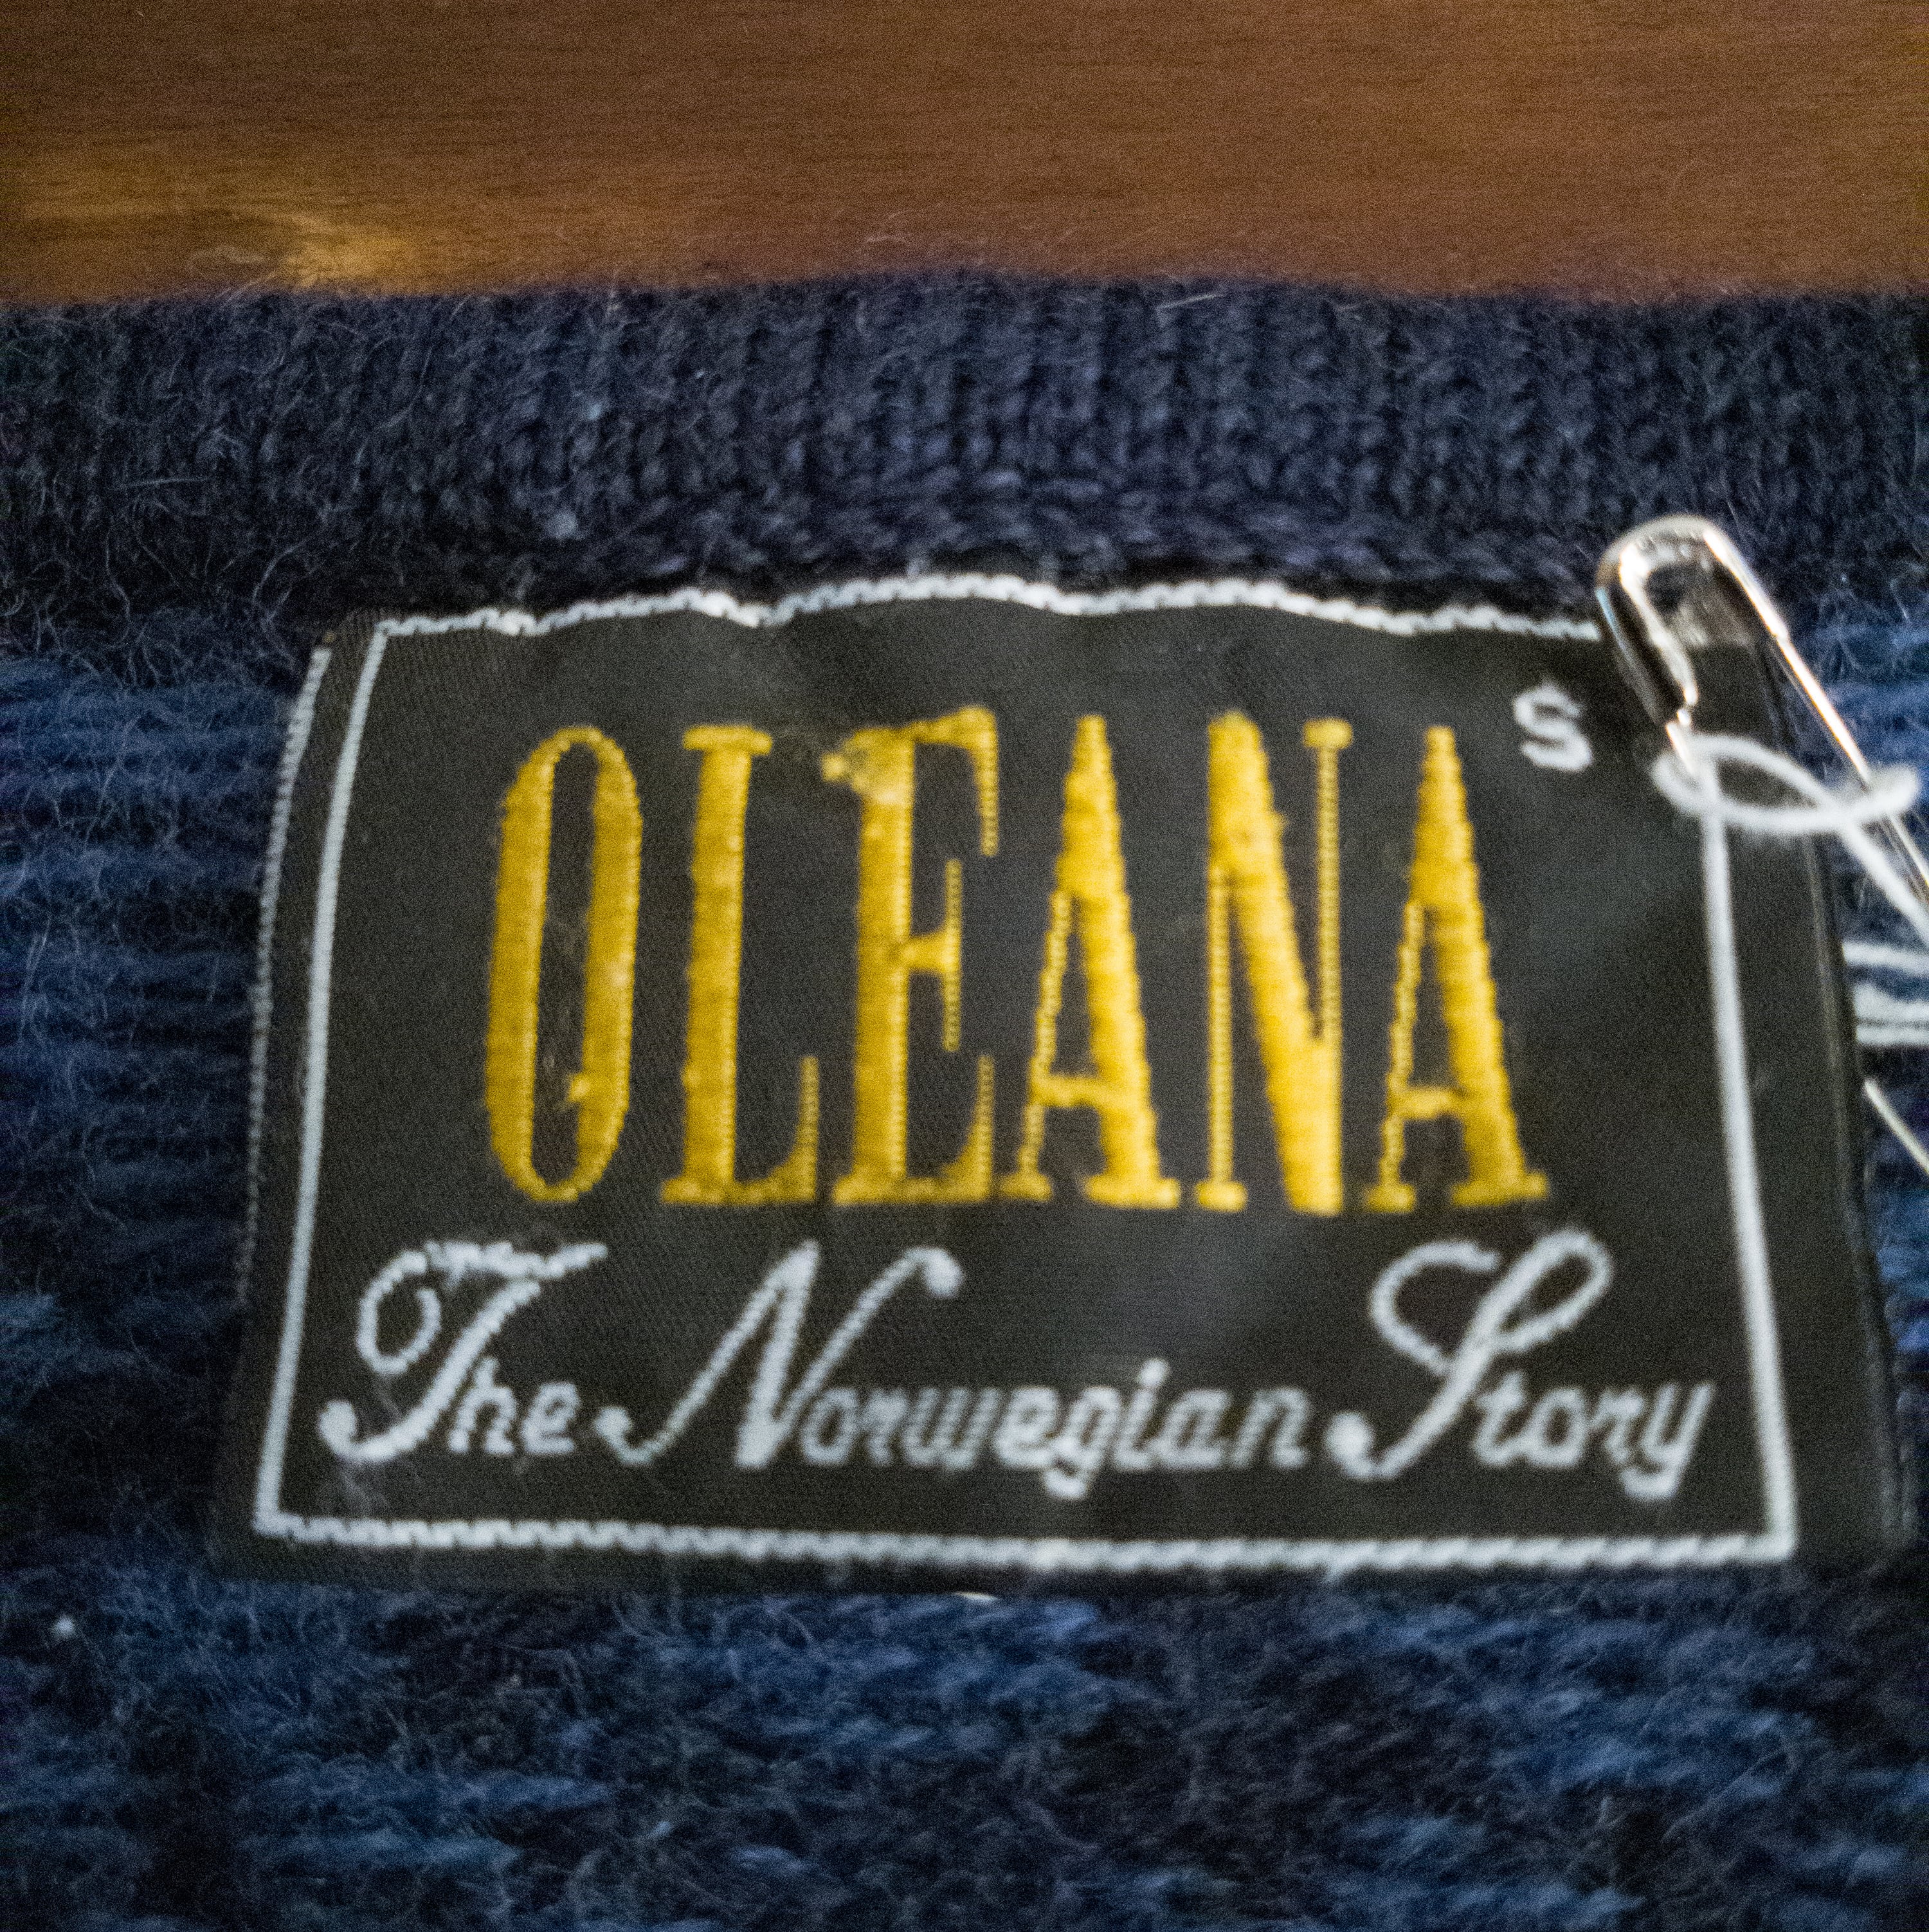 S
OLEANA
The Norwegian Story